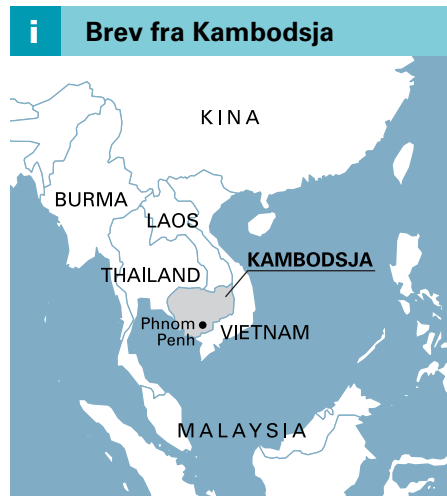 i Brev fra Kambodsja
KINA
BURMA
LAOS
KAMBODSJA
THAILAND
Phnom
Penh
VIETNAM
MALAYSIA